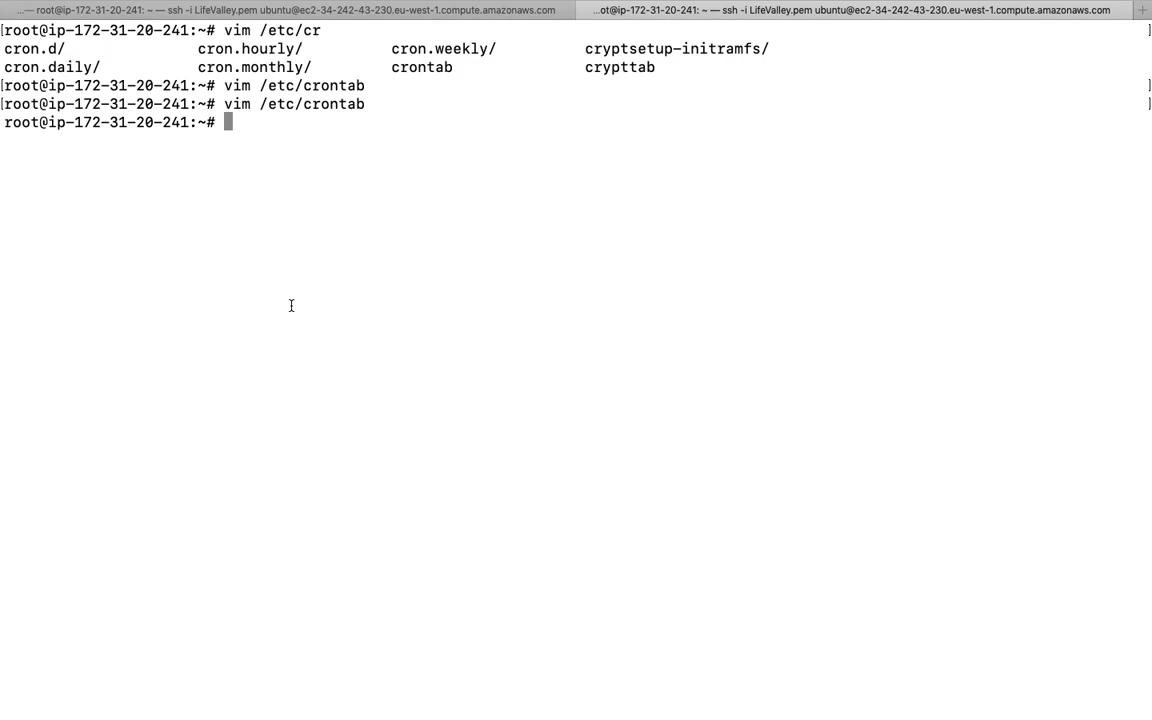 ...— root@ip-172-31-20-241: ~ — ssh -i LifeValley.pem ubuntu@ec2-34-242-43-230.eu-west-1.compute.amazonaws.com
...ot@ip-172-31-20-241: ~ — ssh -i LifeValley.pem ubuntu@ec2-34-242-43-230.eu-west-1.compute.amazonaws.com +
[root@ip-172-31-20-241:~# vim /etc/cr ]
cron.d/ cron.hourly/ cron.weekly/ cryptsetup-initramfs/
cron.daily/ cron.monthly/ crontab crypttab
[root@ip-172-31-20-241:~# vim /etc/crontab ]
[root@ip-172-31-20-241:~# vim /etc/crontab ]
root@ip-172-31-20-241:~#